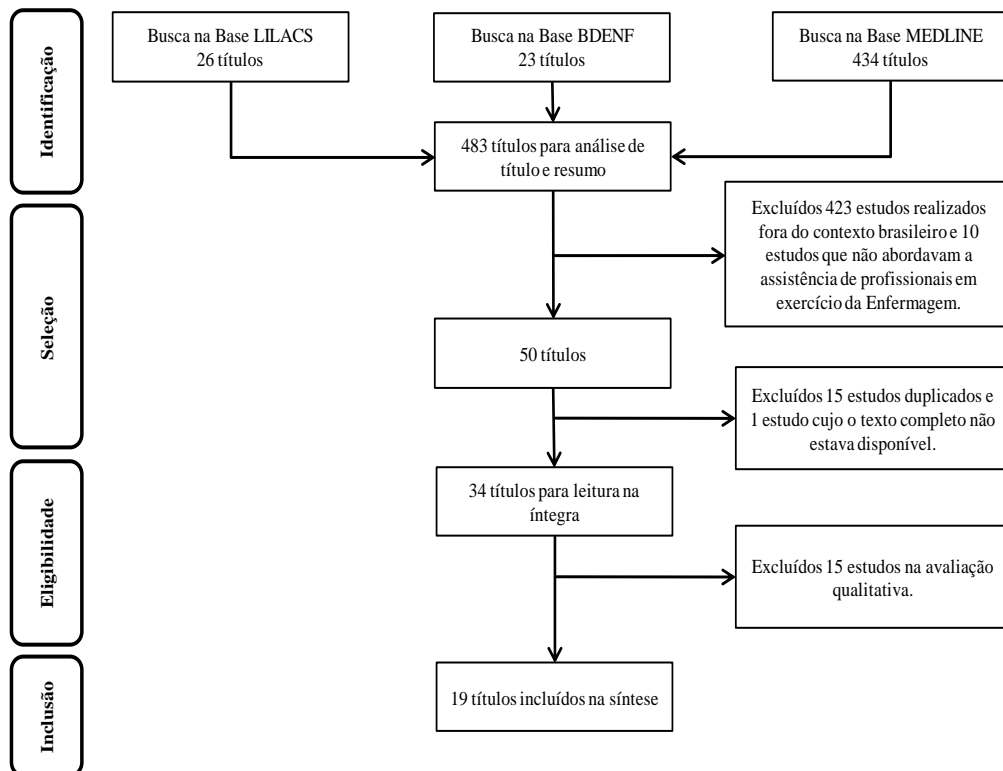 Identificação
Busca na Base LILACS
26 títulos
Busca na Base BDENF
23 títulos
Busca na Base MEDLINE
434 títulos
483 títulos para análise de
título e resumo
Seleção
Excluídos 423 estudos realizados
fora do contexto brasileiro e 10
estudos que não abordavam a
assistência de profissionais em
exercício da Enfermagem.
50 títulos
Excluídos 15 estudos duplicados e
1 estudo cujo o texto completo não
estava disponível.
Eligibilidade
34 títulos para leitura na
íntegra
Excluídos 15 estudos na avaliação
qualitativa.
Inclusão
19 títulos incluídos na síntese